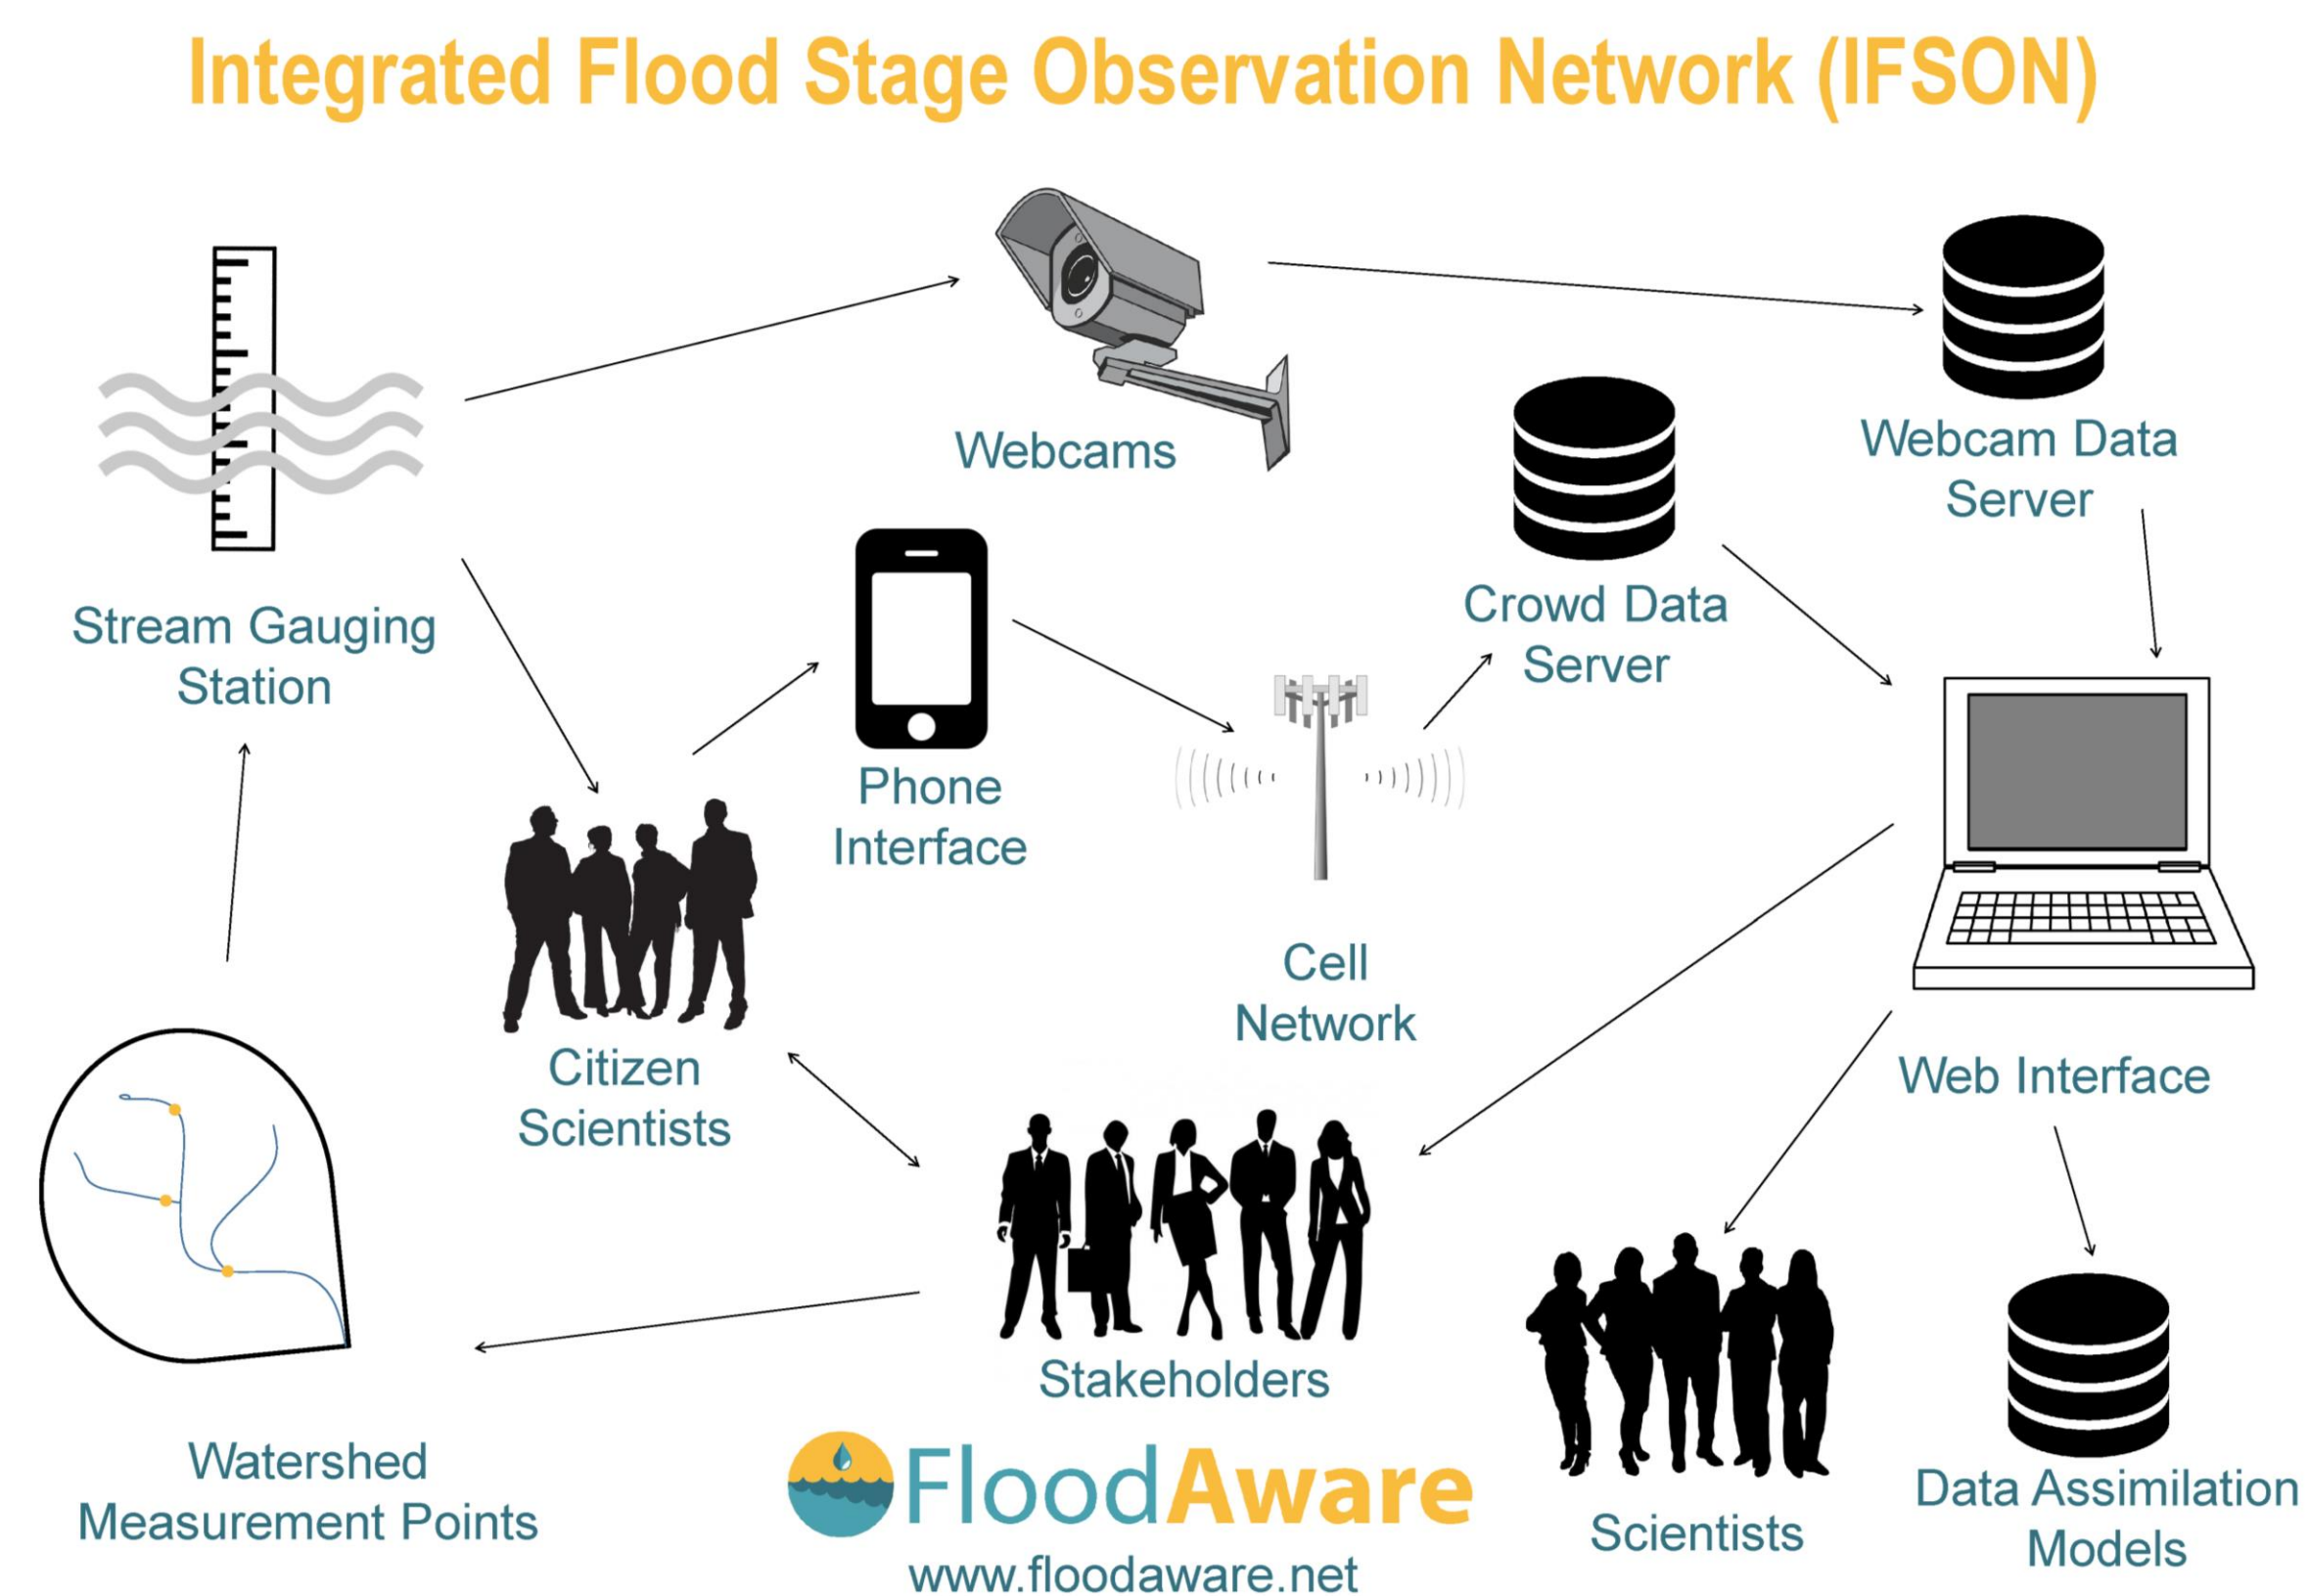 Integrated Flood Stage Observation Network (IFSON)
Webcams
Webcam Data
Server
Crowd Data
Server
Stream Gauging
Station
Phone
Interface
Cell
Network
Citizen
Scientists
Web Interface
Stakeholders
Watershed
Measurement Points
Scientists
Data Assimilation
Models
FloodAware
www.floodaware.net